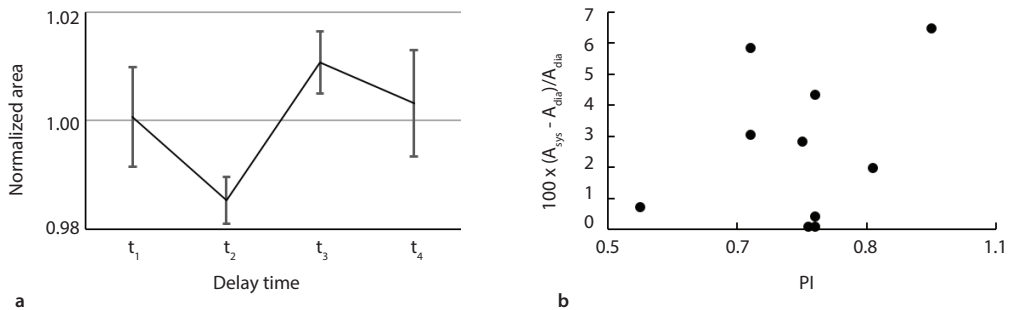 1.02
1.00
0.98
Normalized area
t1 t2 t3 t4
Delay time
a
7
6
5
4
3
2
1
0
100 x (Asys - Adia)/Adia
0.5 0.7 0.8 1.1
PI
b